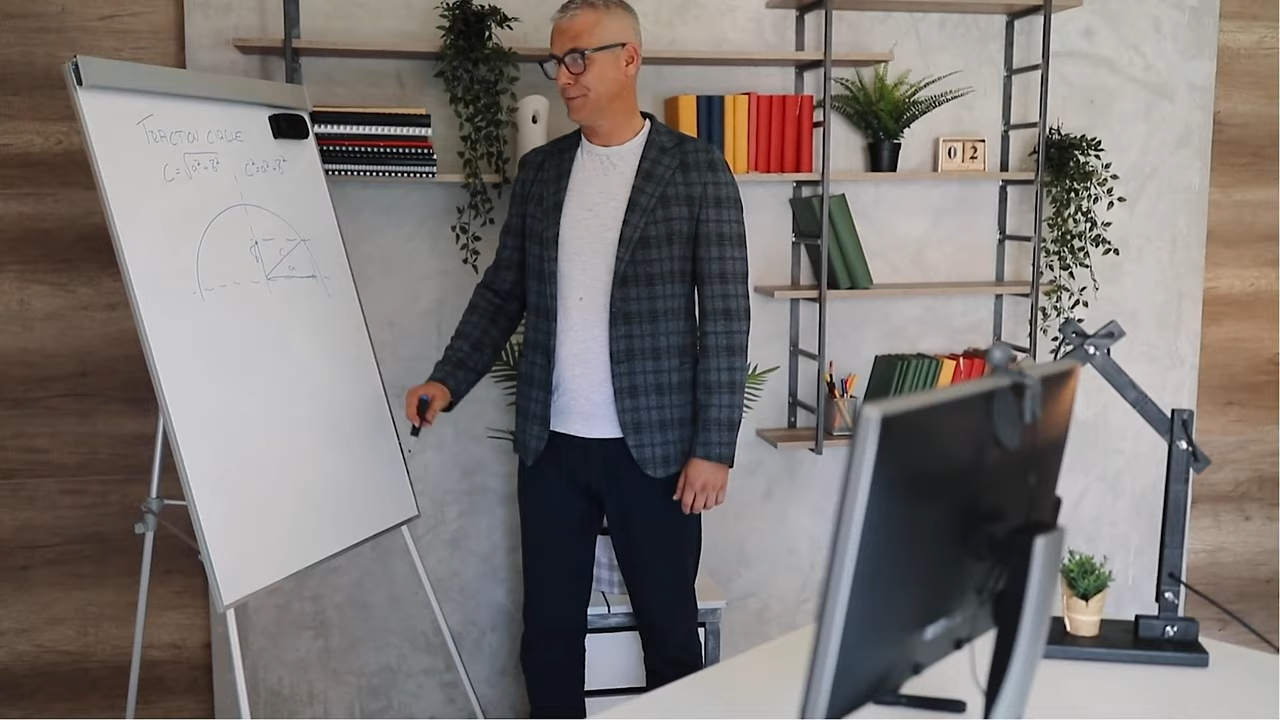 TRACTION CIRCLE
C=√a²+b² C²=a²+b²
a
0 2